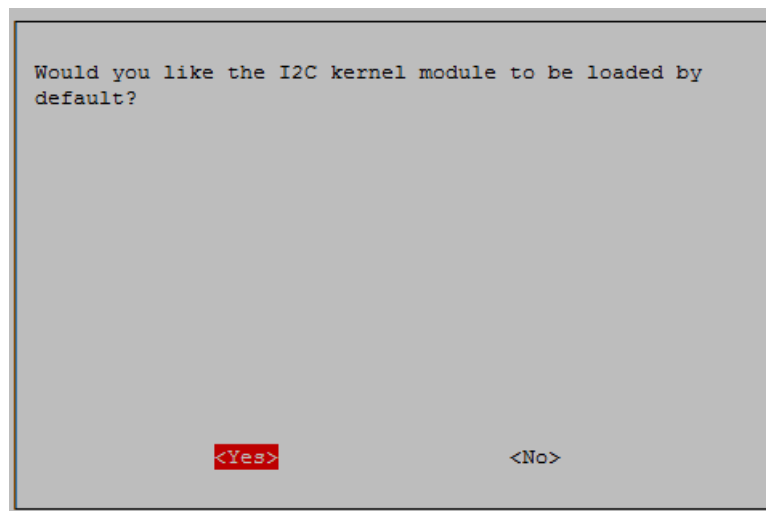 Would you like the I2C kernel module to be loaded by
default?
<Yes> <No>